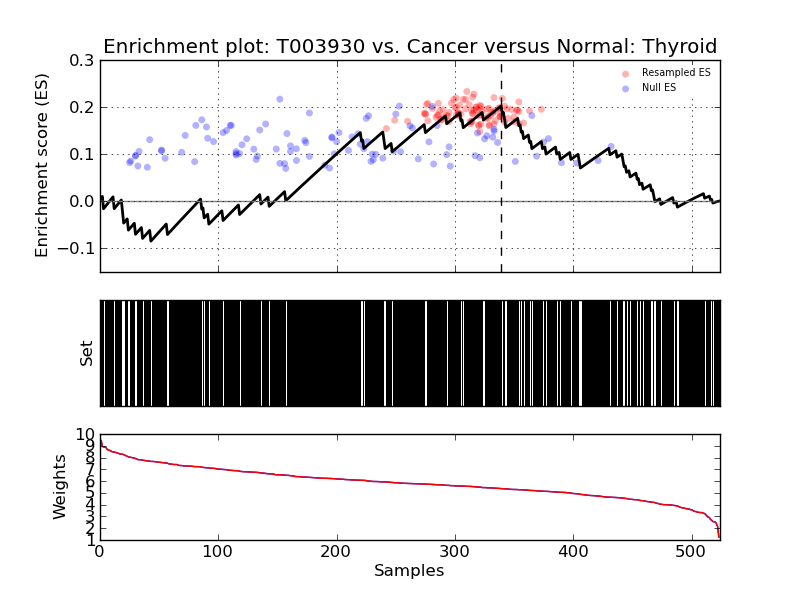 Enrichment plot: T003930 vs. Cancer versus Normal: Thyroid
Enrichment score (ES)
0.3
0.2
0.1
0.0
−0.1
Resampled ES
Null ES
Set
Weights
10
9
8
7
6
5
4
3
2
1
0 100 200 300 400 500
Samples